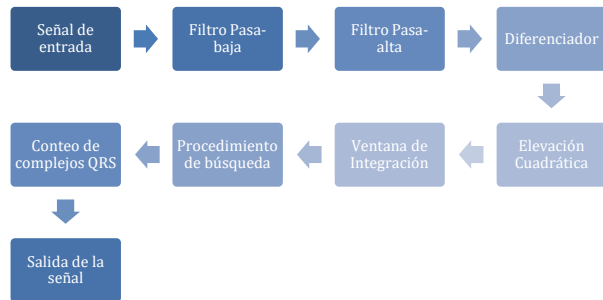 Señal de
entrada
Filtro Pasa-
baja
Filtro Pasa-
alta
Diferenciador
Elevación
Cuadrática
Ventana de
Integración
Procedimiento
de búsqueda
Conteo de
complejos QRS
Salida de la
señal